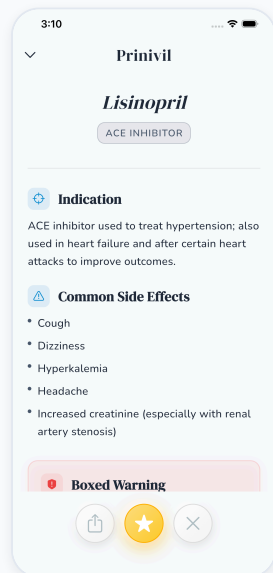 3:10
Prinivil
Lisinopril
ACE INHIBITOR
Indication
ACE inhibitor used to treat hypertension; also
used in heart failure and after certain heart
attacks to improve outcomes.
Common Side Effects
• Cough
• Dizziness
• Hyperkalemia
• Headache
• Increased creatinine (especially with renal
artery stenosis)
Boxed Warning